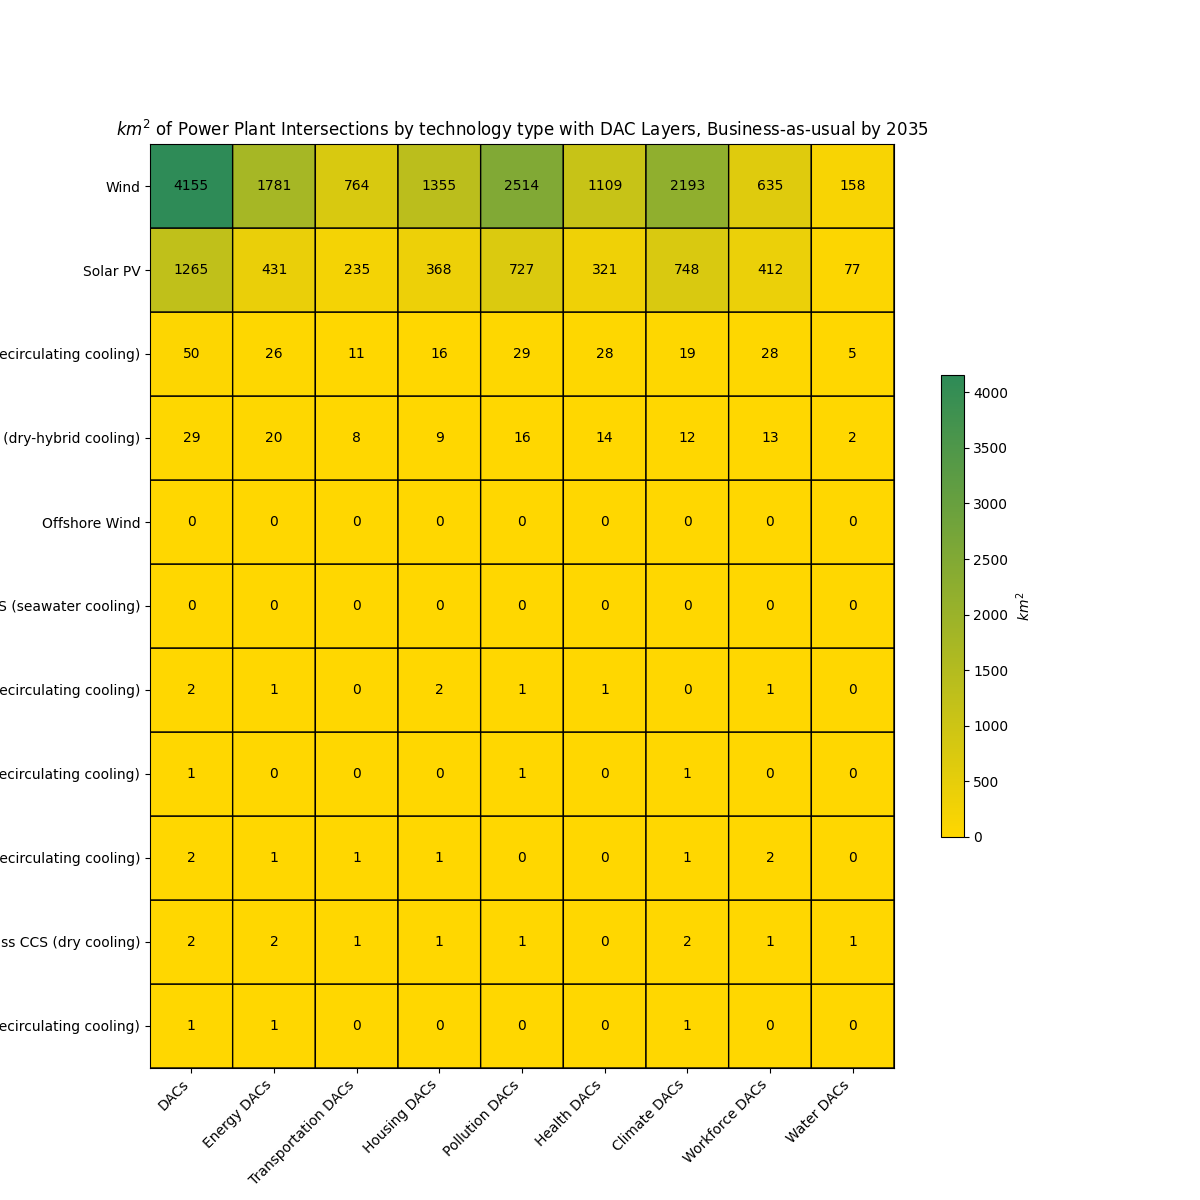 km² of Power Plant Intersections by technology type with DAC Layers, Business-as-usual by 2035
Wind 4155 1781 764 1355 2514 1109 2193 635 158
Solar PV 1265 431 235 368 727 321 748 412 77
ecirculating cooling) 50 26 11 16 29 28 19 28 5
(dry-hybrid cooling) 29 20 8 9 16 14 12 13 2
Offshore Wind 0 0 0 0 0 0 0 0 0
S (seawater cooling) 0 0 0 0 0 0 0 0 0
ecirculating cooling) 2 1 0 2 1 1 0 1 0
ecirculating cooling) 1 0 0 0 1 0 1 0 0
ecirculating cooling) 2 1 1 1 0 0 1 2 0
ss CCS (dry cooling) 2 2 1 1 1 0 2 1 1
ecirculating cooling) 1 1 0 0 0 0 1 0 0
DACs
Energy DACs
Transportation DACs
Housing DACs
Pollution DACs
Health DACs
Climate DACs
Workforce DACs
Water DACs
4000
3500
3000
2500
2000
1500
1000
500
0
km²